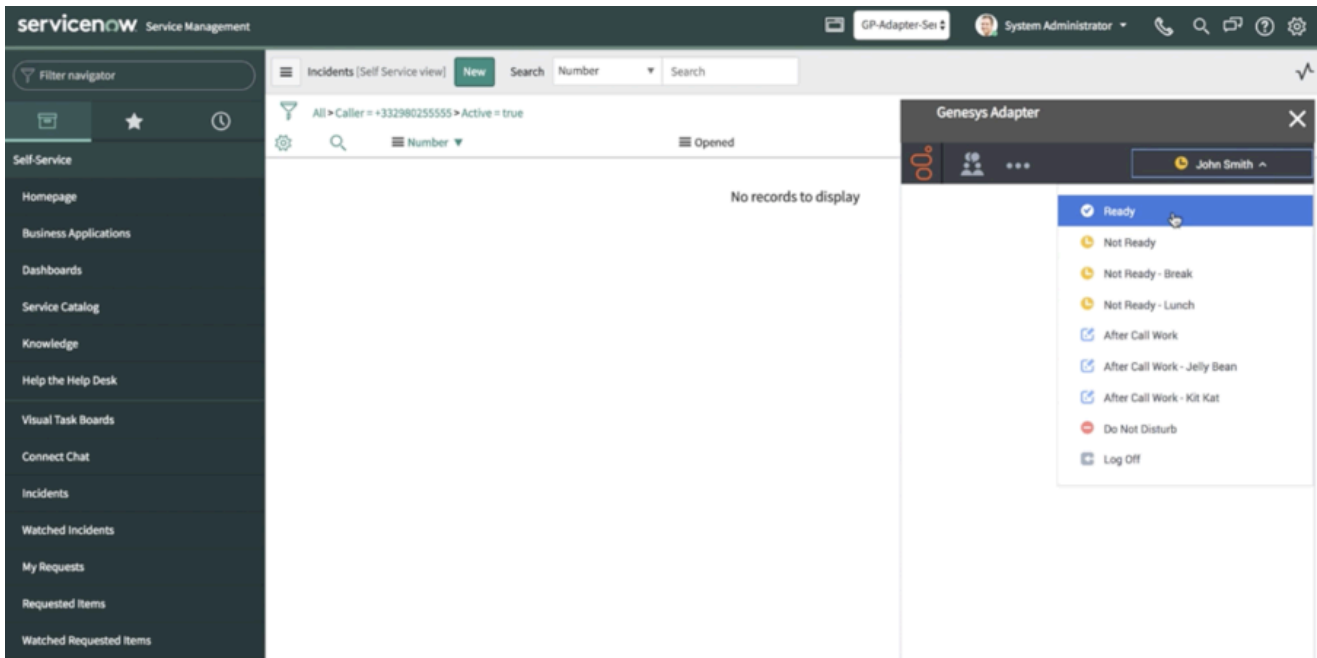 servicenow Service Management
GP-Adapter-Ser
System Administrator
Filter navigator
Incidents [Self Service view] New Search Number Search
All > Caller = +332980255555 > Active = true
Number Opened
No records to display
Self-Service
Homepage
Business Applications
Dashboards
Service Catalog
Knowledge
Help the Help Desk
Visual Task Boards
Connect Chat
Incidents
Watched Incidents
My Requests
Requested Items
Watched Requested Items
Genesys Adapter
John Smith
Ready
Not Ready
Not Ready - Break
Not Ready - Lunch
After Call Work
After Call Work - Jelly Bean
After Call Work - Kit Kat
Do Not Disturb
Log Off